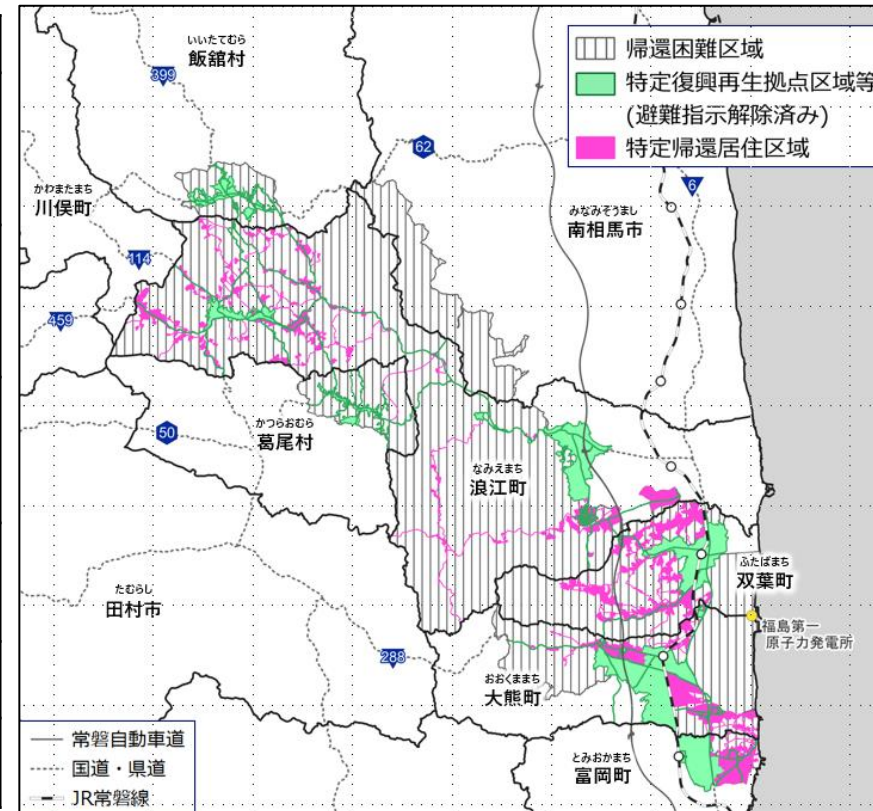 帰還困難区域
特定復興再生拠点区域等
(避難指示解除済み)
特定帰還居住区域
いいたてむら
飯舘村
399
62
6
かわまたまち
川俣町
みなみそうまし
南相馬市
114
459
かつらおむら
葛尾村
50
なみえまち
浪江町
ふたばまち
双葉町
たむらし
田村市
福島第一
原子力発電所
288
おおくままち
大熊町
とみおかまち
富岡町
常磐自動車道
国道・県道
JR常磐線